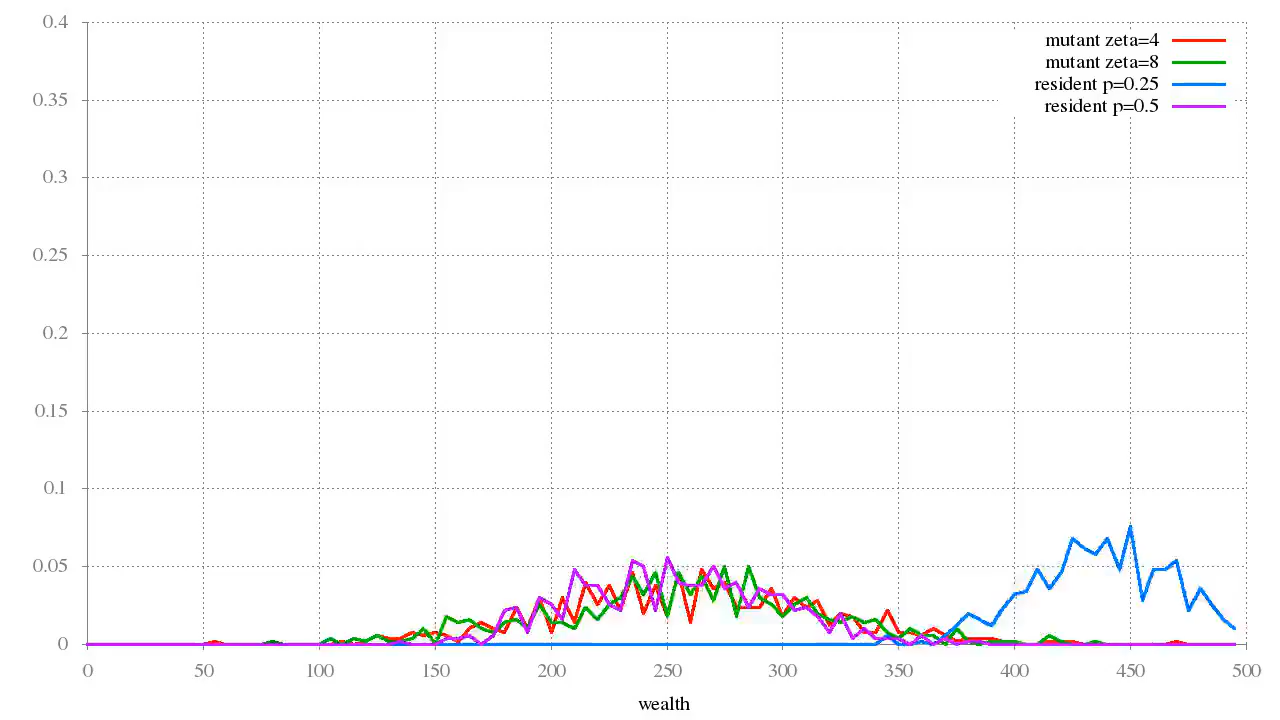 0.4
0.35
0.3
0.25
0.2
0.15
0.1
0.05
0
mutant zeta=4
mutant zeta=8
resident p=0.25
resident p=0.5
0 50 100 150 200 250 300 350 400 450 500
wealth